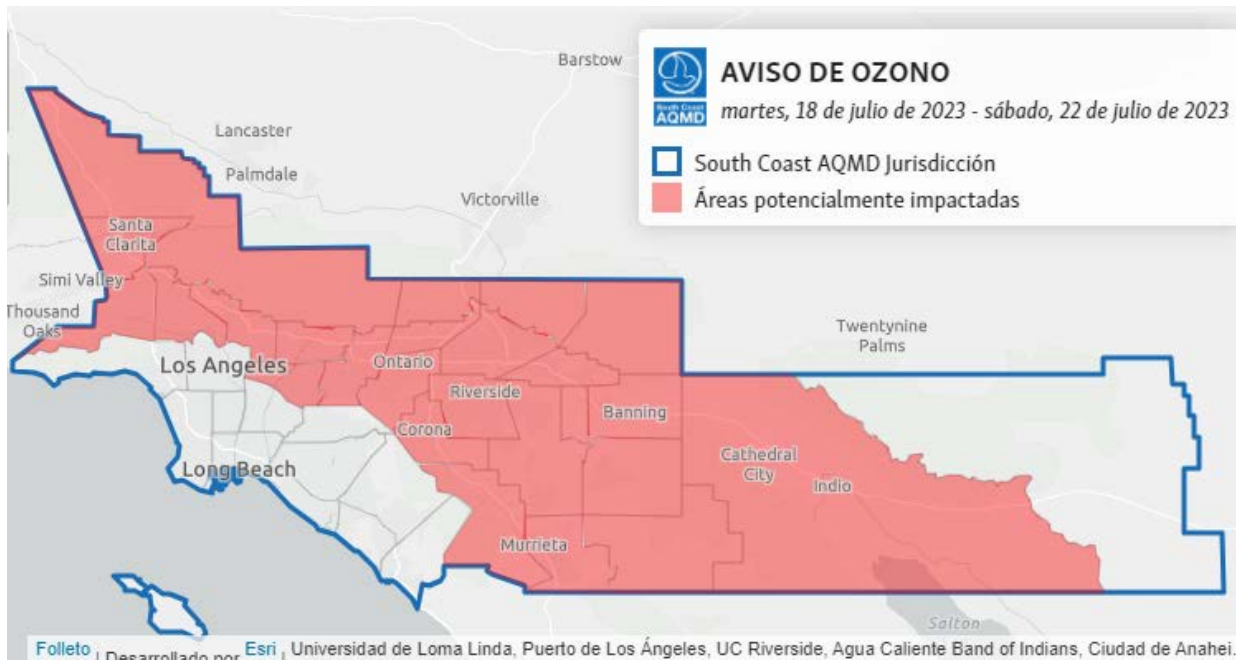 Barstow
Lancaster
Palmdale
Victorville
South Coast
AQMD
AVISO DE OZONO
martes, 18 de julio de 2023 - sábado, 22 de julio de 2023
South Coast AQMD Jurisdicción
Áreas potencialmente impactadas
Santa
Clarita
Simi Valley
Thousand
Oaks
Twentynine
Palms
Los Angeles
Ontario
Riverside
Banning
Corona
Cathedral
City
Long Beach
Indio
Murrieta
Salton
Folleto | Desarrollado por Esri | Universidad de Loma Linda, Puerto de Los Ángeles, UC Riverside, Agua Caliente Band of Indians, Ciudad de Anahei.